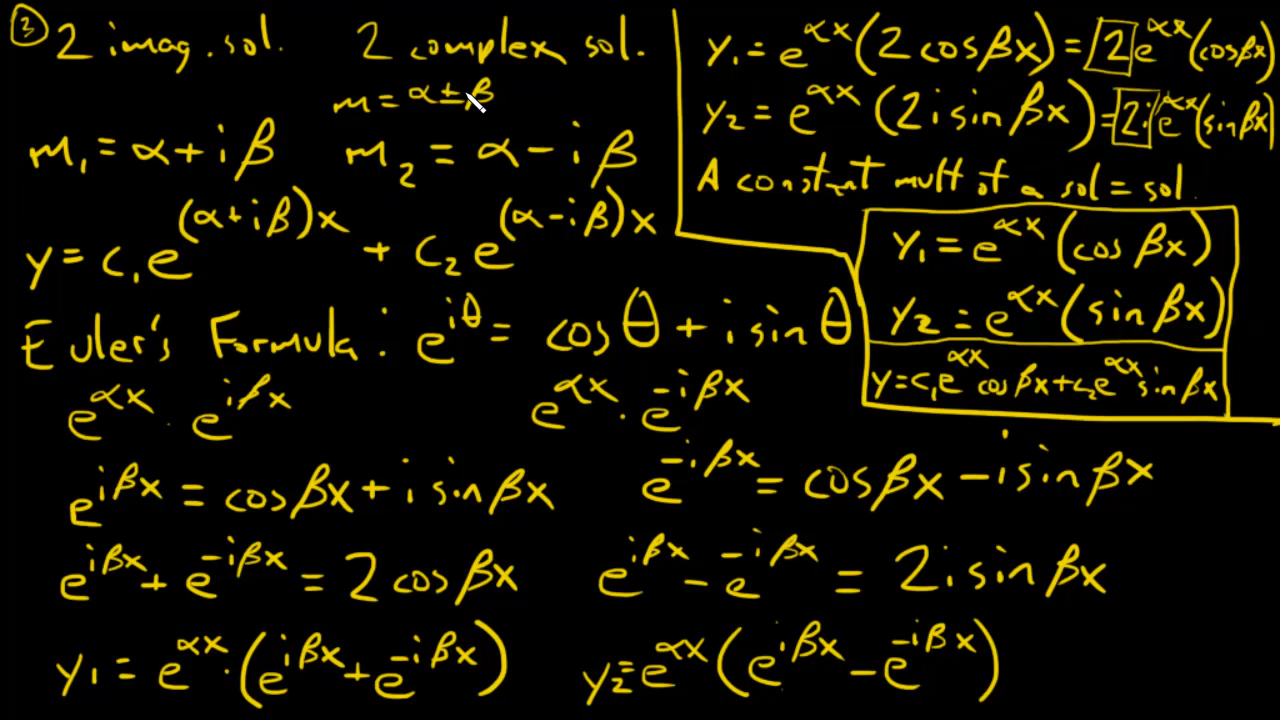 ③ 2 imag. sol. 2 complex sol.
m = α ± β
m₁ = α + iβ m₂ = α - iβ
y = c₁e^(α+iβ)x + c₂e^(α-iβ)x
Euler's Formula: e^iθ = cos θ + i sin θ
e^αx · e^iβx e^αx · e^-iβx
e^iβx = cos βx + i sin βx e^-iβx = cos βx - i sin βx
e^iβx + e^-iβx = 2 cos βx e^iβx - e^-iβx = 2i sin βx
y₁ = e^αx · (e^iβx + e^-iβx) y₂ = e^αx (e^iβx - e^-iβx)
y₁ = e^αx (2 cos βx) = 2 e^αx (cos βx)
y₂ = e^αx (2i sin βx) = 2i e^αx (sin βx)
A constant mult of a sol = sol.
y₁ = e^αx (cos βx)
y₂ = e^αx (sin βx)
y = c₁e^αx cos βx + c₂e^αx sin βx